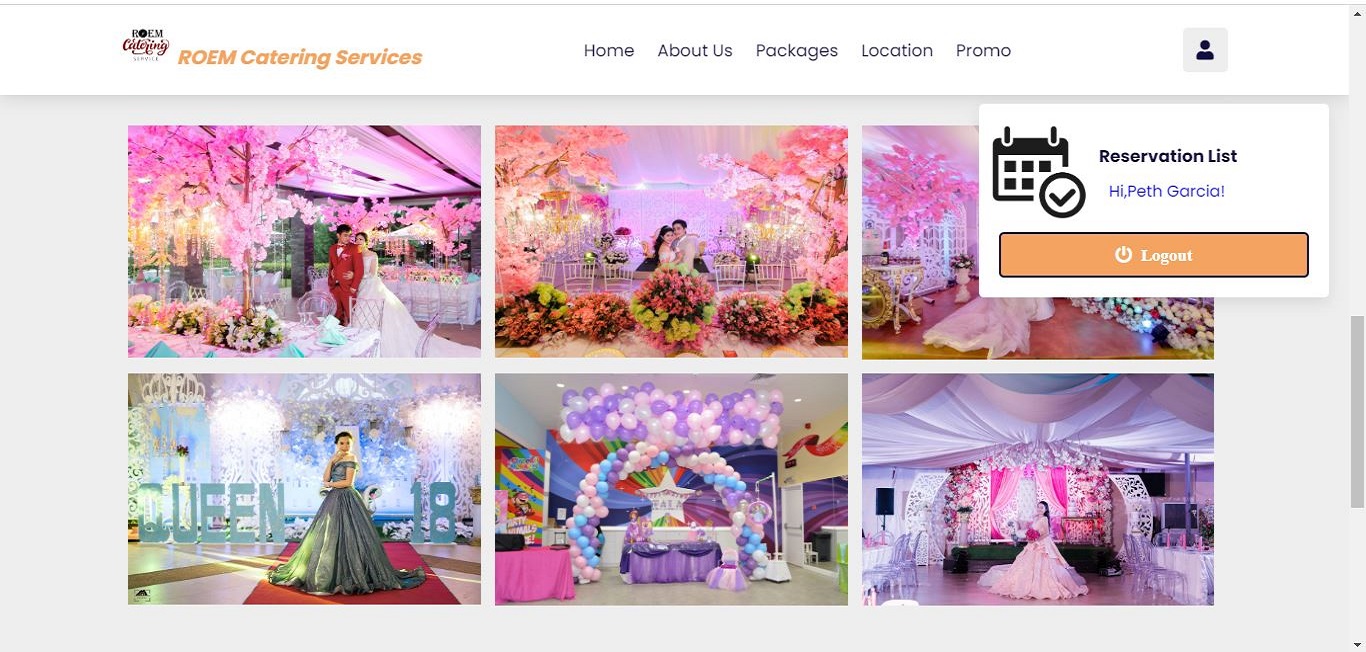 ROEM
Catering
SERVICE
ROEM Catering Services
Home About Us Packages Location Promo
Reservation List
Hi,Peth Garcia!
Logout
QUEEN 18